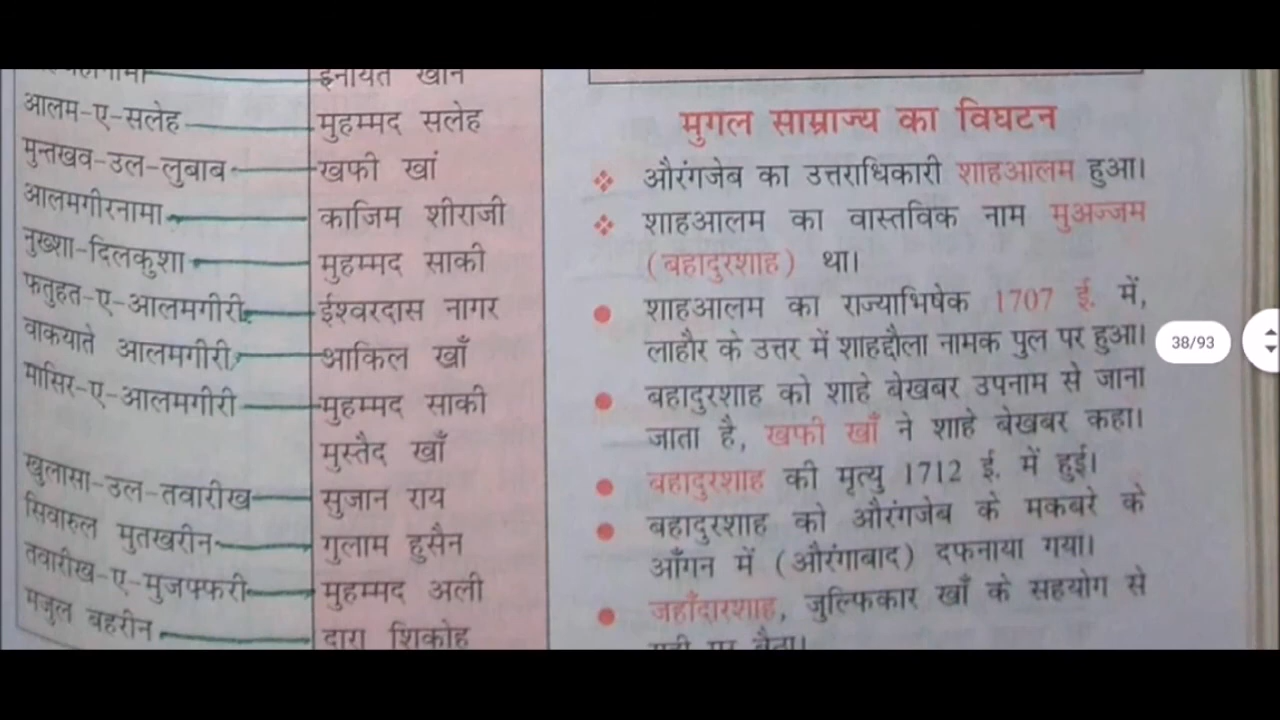 इनायत खान
आलम-ए-सलेह मुहम्मद सलेह
मुन्तखव-उल-लुबाब खफी खां
आलमगीरनामा काजिम शीराजी
नुख्शा-दिलकुशा मुहम्मद साकी
फतुहत-ए-आलमगीरी ईश्वरदास नागर
वाकयाते आलमगीरी आकिल खाँ
मासिर-ए-आलमगीरी मुहम्मद साकी
मुस्तैद खाँ
खुलासा-उल-तवारीख सुजान राय
सिवारुल मुतखरीन गुलाम हुसैन
तवारीख-ए-मुजफ्फरी मुहम्मद अली
मजुल बहरीन दारा शिकोह
मुगल साम्राज्य का विघटन
❖ औरंगजेब का उत्तराधिकारी शाहआलम हुआ।
❖ शाहआलम का वास्तविक नाम मुअज्जम
(बहादुरशाह) था।
● शाहआलम का राज्याभिषेक 1707 ई. में,
लाहौर के उत्तर में शाहद्दौला नामक पुल पर हुआ।
● बहादुरशाह को शाहे बेखबर उपनाम से जाना
जाता है, खफी खाँ ने शाहे बेखबर कहा।
● बहादुरशाह की मृत्यु 1712 ई. में हुई।
● बहादुरशाह को औरंगजेब के मकबरे के
आँगन में (औरंगाबाद) दफनाया गया।
● जहाँदारशाह, जुल्फिकार खाँ के सहयोग से
38/93